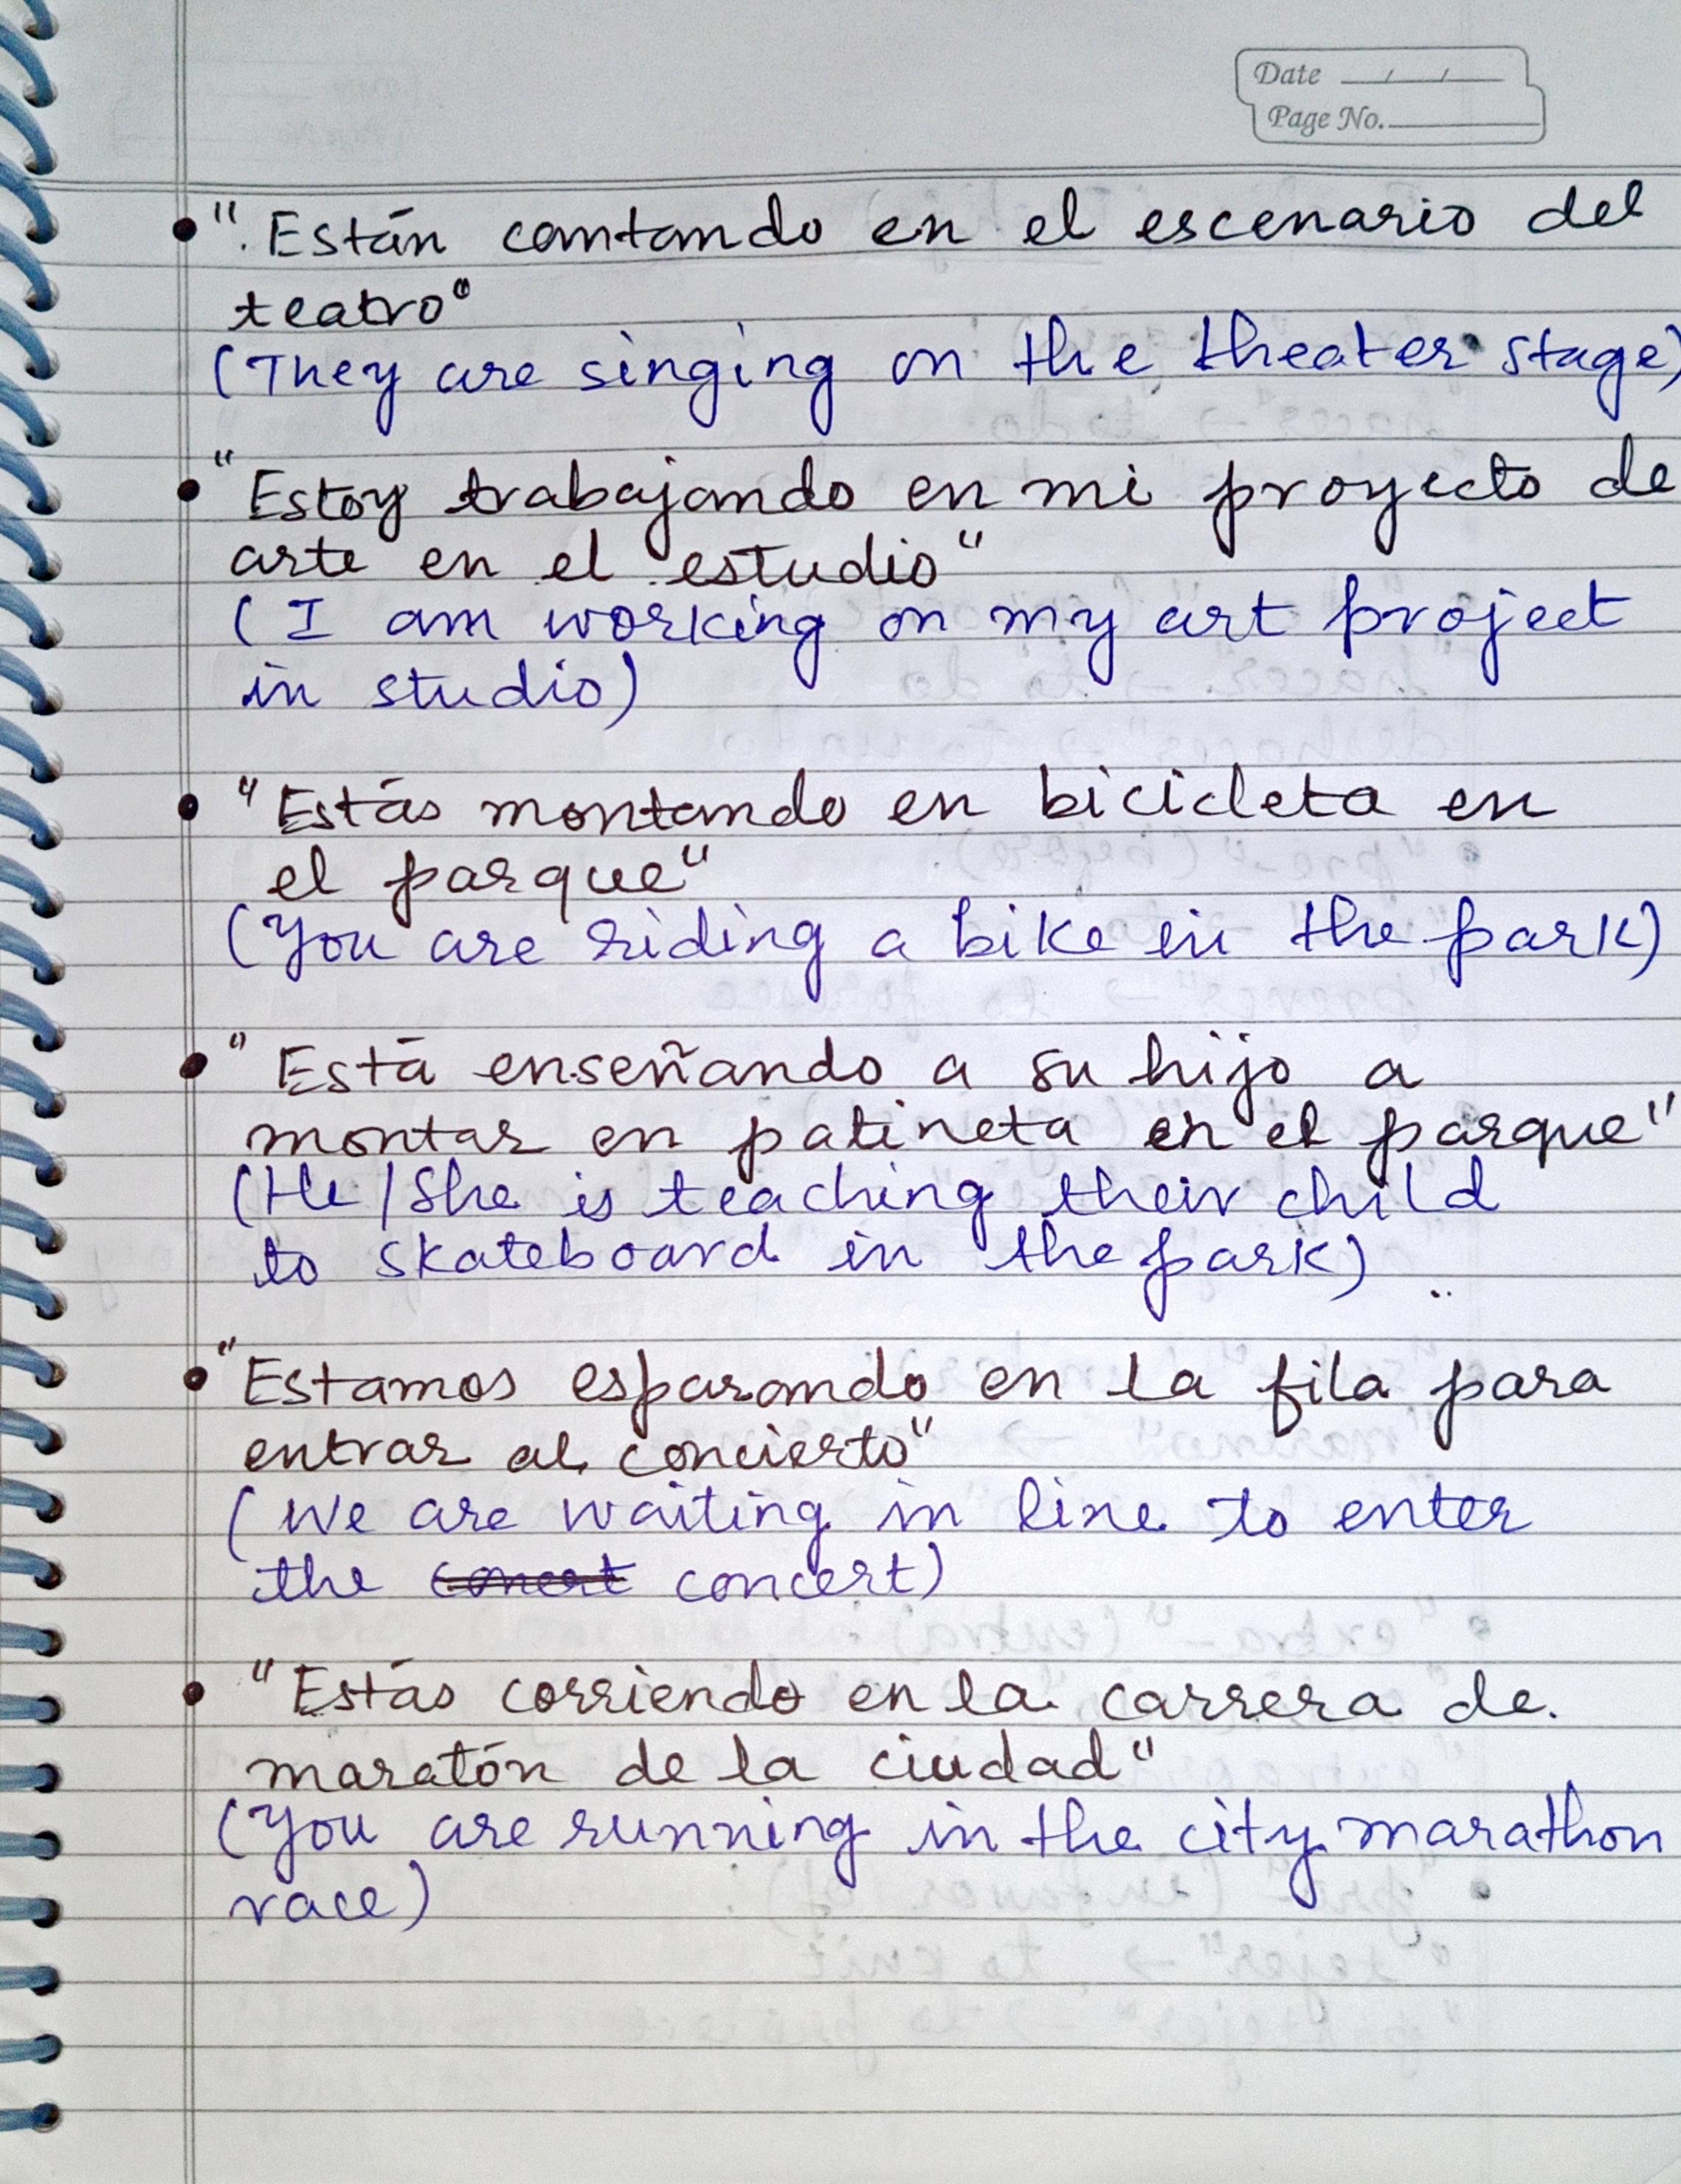 Date __/__/__
Page No.
• "Están cantando en el escenario del
teatro"
(They are singing on the theater stage)
• "Estoy trabajando en mi proyecto de
arte en el estudio"
(I am working on my art project
in studio)
• "Estás montando en bicicleta en
el parque"
(You are riding a bike in the park)
• "Está enseñando a su hijo a
montar en patineta en el parque"
(He/She is teaching their child
to skateboard in the park)
• "Estamos esparando en la fila para
entrar al concierto"
(We are waiting in line to enter
the concert)
• "Estás corriendo en la carrera de
maratón de la ciudad"
(You are running in the city marathon
race)